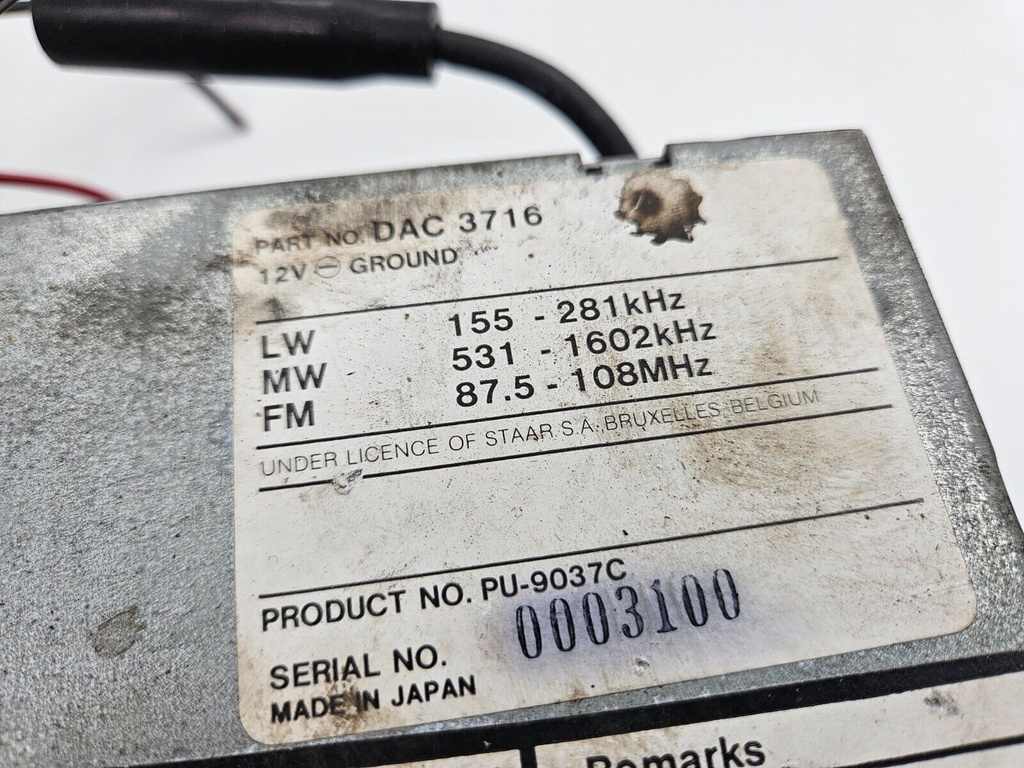 PART NO. DAC 3716
12V ⊖ GROUND
LW 155 - 281kHz
MW 531 - 1602kHz
FM 87.5 - 108MHz
UNDER LICENCE OF STAAR S.A. BRUXELLES BELGIUM
PRODUCT NO. PU-9037C
SERIAL NO. 0003100
MADE IN JAPAN
Remarks